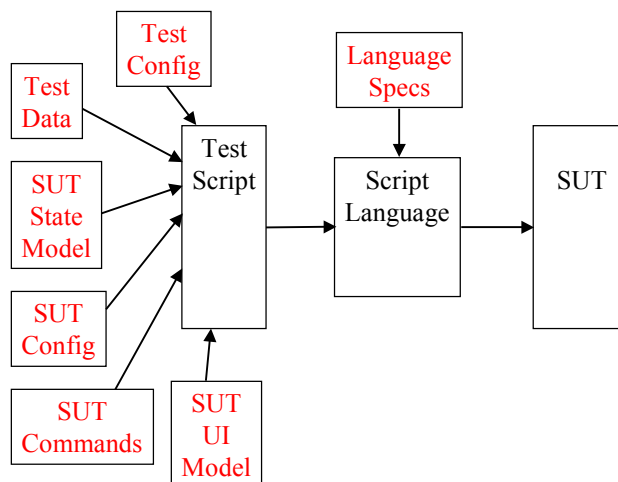 Test
Config
Language
Specs
Test
Data
Test
Script
SUT
State
Model
Script
Language
SUT
SUT
Config
SUT
Commands
SUT
UI
Model